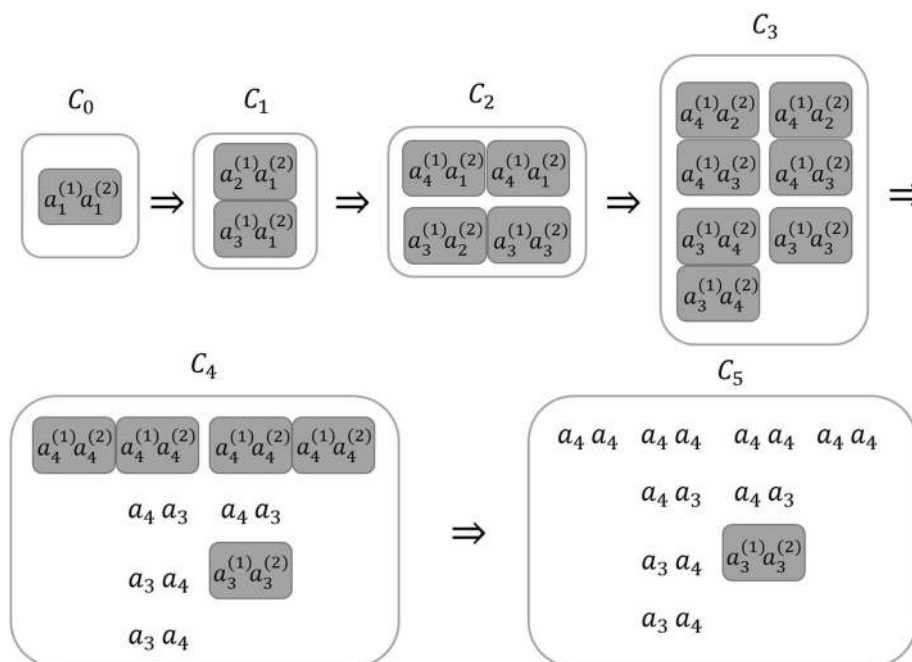 C₀
a₁⁽¹⁾a₁⁽²⁾
⇒
C₁
a₂⁽¹⁾a₁⁽²⁾
a₃⁽¹⁾a₁⁽²⁾
⇒
C₂
a₄⁽¹⁾a₁⁽²⁾ a₄⁽¹⁾a₁⁽²⁾
a₃⁽¹⁾a₂⁽²⁾ a₃⁽¹⁾a₃⁽²⁾
⇒
C₃
a₄⁽¹⁾a₂⁽²⁾ a₄⁽¹⁾a₂⁽²⁾
a₄⁽¹⁾a₃⁽²⁾ a₄⁽¹⁾a₃⁽²⁾
a₃⁽¹⁾a₄⁽²⁾ a₃⁽¹⁾a₃⁽²⁾
a₃⁽¹⁾a₄⁽²⁾
⇒
C₄
a₄⁽¹⁾a₄⁽²⁾ a₄⁽¹⁾a₄⁽²⁾ a₄⁽¹⁾a₄⁽²⁾ a₄⁽¹⁾a₄⁽²⁾
a₄ a₃ a₄ a₃
a₃ a₄ a₃⁽¹⁾a₃⁽²⁾
a₃ a₄
⇒
C₅
a₄ a₄ a₄ a₄ a₄ a₄ a₄ a₄
a₄ a₃ a₄ a₃
a₃ a₄ a₃⁽¹⁾a₃⁽²⁾
a₃ a₄